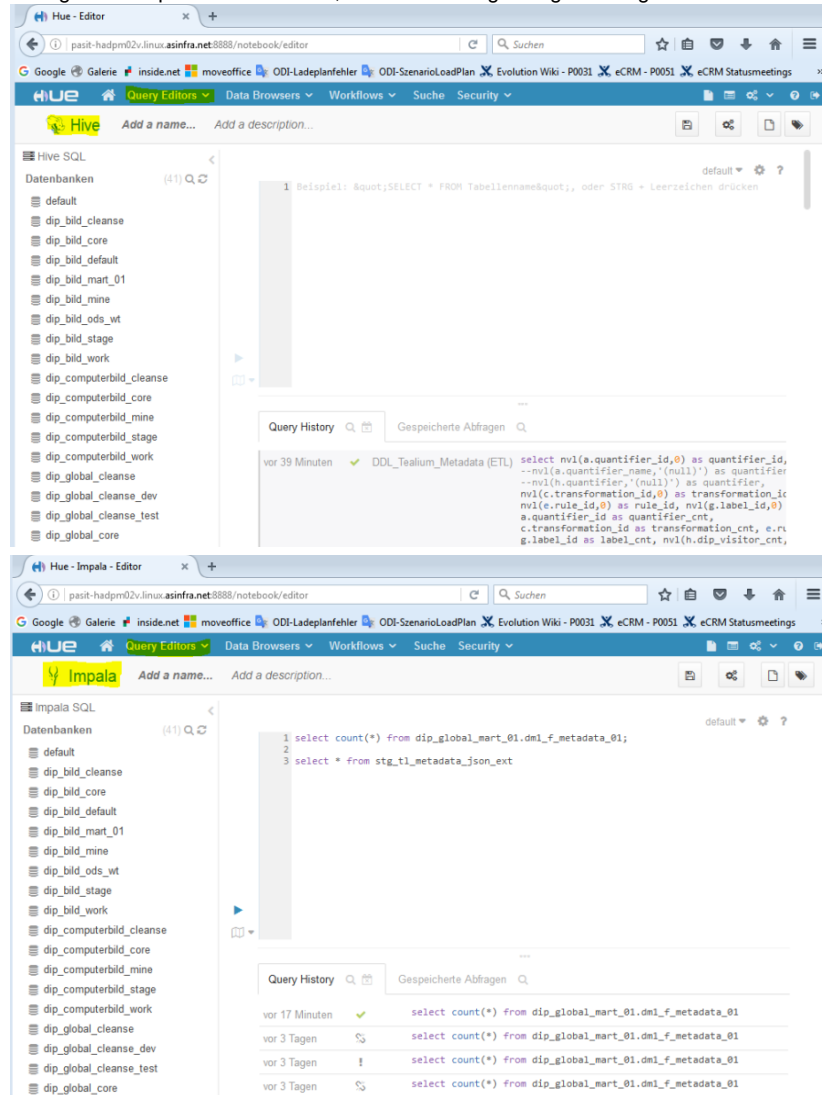 Hue - Editor × +
pasit-hadpm02v.linux.asinfra.net:8888/notebook/editor Suchen
Google Galerie inside.net moveoffice ODI-Ladeplanfehler ODI-SzenarioLoadPlan Evolution Wiki - P0031 eCRM - P0051 eCRM Statusmeetings »
HUE Query Editors Data Browsers Workflows Suche Security
Hive Add a name... Add a description...
Hive SQL
default ?
Datenbanken (41)
1 Beispiel: &quot;SELECT * FROM Tabellenname&quot;, oder STRG + Leerzeichen drücken
default
dip_bild_cleanse
dip_bild_core
dip_bild_default
dip_bild_mart_01
dip_bild_mine
dip_bild_ods_wt
dip_bild_stage
dip_bild_work
dip_computerbild_cleanse
dip_computerbild_core
dip_computerbild_mine
dip_computerbild_stage
dip_computerbild_work
dip_global_cleanse
dip_global_cleanse_dev
dip_global_cleanse_test
dip_global_core
Query History Gespeicherte Abfragen
vor 39 Minuten DDL_Tealium_Metadata (ETL) select nvl(a.quantifier_id,0) as quantifier_id,
--nvl(a.quantifier_name,'(null)') as quantifier
--nvl(h.quantifier,'(null)') as quantifier,
nvl(c.transformation_id,0) as transformation_ic
nvl(e.rule_id,0) as rule_id, nvl(g.label_id,0)
a.quantifier_id as quantifier_cnt,
c.transformation_id as transformation_cnt, e.ru
g.label_id as label_cnt, nvl(h.dip_visitor_cnt,
Hue - Impala - Editor × +
pasit-hadpm02v.linux.asinfra.net:8888/notebook/editor Suchen
Google Galerie inside.net moveoffice ODI-Ladeplanfehler ODI-SzenarioLoadPlan Evolution Wiki - P0031 eCRM - P0051 eCRM Statusmeetings
HUE Query Editors Data Browsers Workflows Suche Security
Impala Add a name... Add a description...
Impala SQL
default ?
Datenbanken (41)
1 select count(*) from dip_global_mart_01.dm1_f_metadata_01;
2
3 select * from stg_tl_metadata_json_ext
default
dip_bild_cleanse
dip_bild_core
dip_bild_default
dip_bild_mart_01
dip_bild_mine
dip_bild_ods_wt
dip_bild_stage
dip_bild_work
dip_computerbild_cleanse
dip_computerbild_core
dip_computerbild_mine
dip_computerbild_stage
dip_computerbild_work
dip_global_cleanse
dip_global_cleanse_dev
dip_global_cleanse_test
dip_global_core
Query History Gespeicherte Abfragen
vor 17 Minuten select count(*) from dip_global_mart_01.dm1_f_metadata_01
vor 3 Tagen select count(*) from dip_global_mart_01.dm1_f_metadata_01
vor 3 Tagen ! select count(*) from dip_global_mart_01.dm1_f_metadata_01
vor 3 Tagen select count(*) from dip_global_mart_01.dm1_f_metadata_01